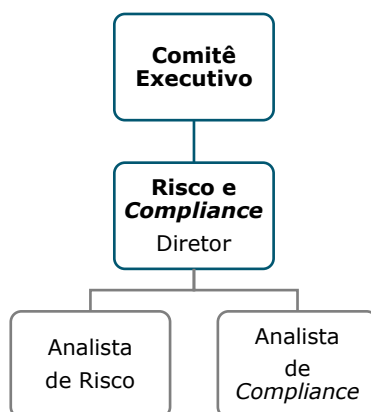 Comitê
Executivo
Risco e
Compliance
Diretor
Analista
de Risco
Analista
de
Compliance